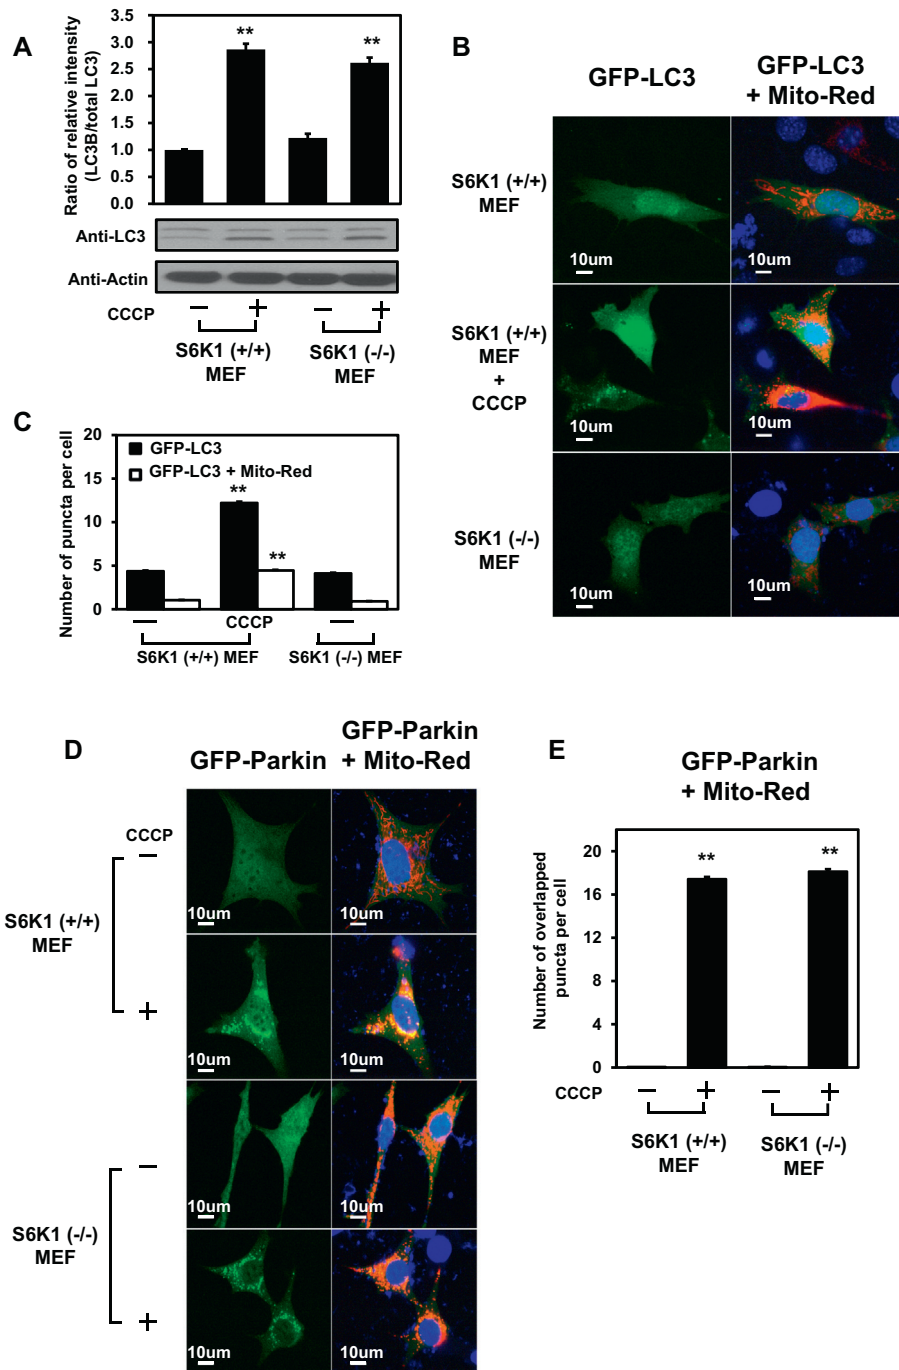 A
Ratio of relative intensity
(LC3B/total LC3)
3.5
3.0
2.5
2.0
1.5
1.0
0.5
0.0
**
**
Anti-LC3
Anti-Actin
CCCP
— + — +
S6K1 (+/+)
MEF
S6K1 (-/-)
MEF
B
GFP-LC3
GFP-LC3
+ Mito-Red
S6K1 (+/+)
MEF
10um
10um
S6K1 (+/+)
MEF
+
CCCP
10um
10um
S6K1 (-/-)
MEF
10um
10um
C
Number of puncta per cell
20
15
10
5
0
GFP-LC3
GFP-LC3 + Mito-Red
**
**
— CCCP —
S6K1 (+/+) MEF
S6K1 (-/-) MEF
D
GFP-Parkin
GFP-Parkin
+ Mito-Red
CCCP
—
10um
10um
S6K1 (+/+)
MEF
+
10um
10um
—
10um
10um
S6K1 (-/-)
MEF
+
10um
10um
E
GFP-Parkin
+ Mito-Red
Number of overlapped
puncta per cell
20
16
12
8
4
0
**
**
CCCP
— + — +
S6K1 (+/+)
MEF
S6K1 (-/-)
MEF